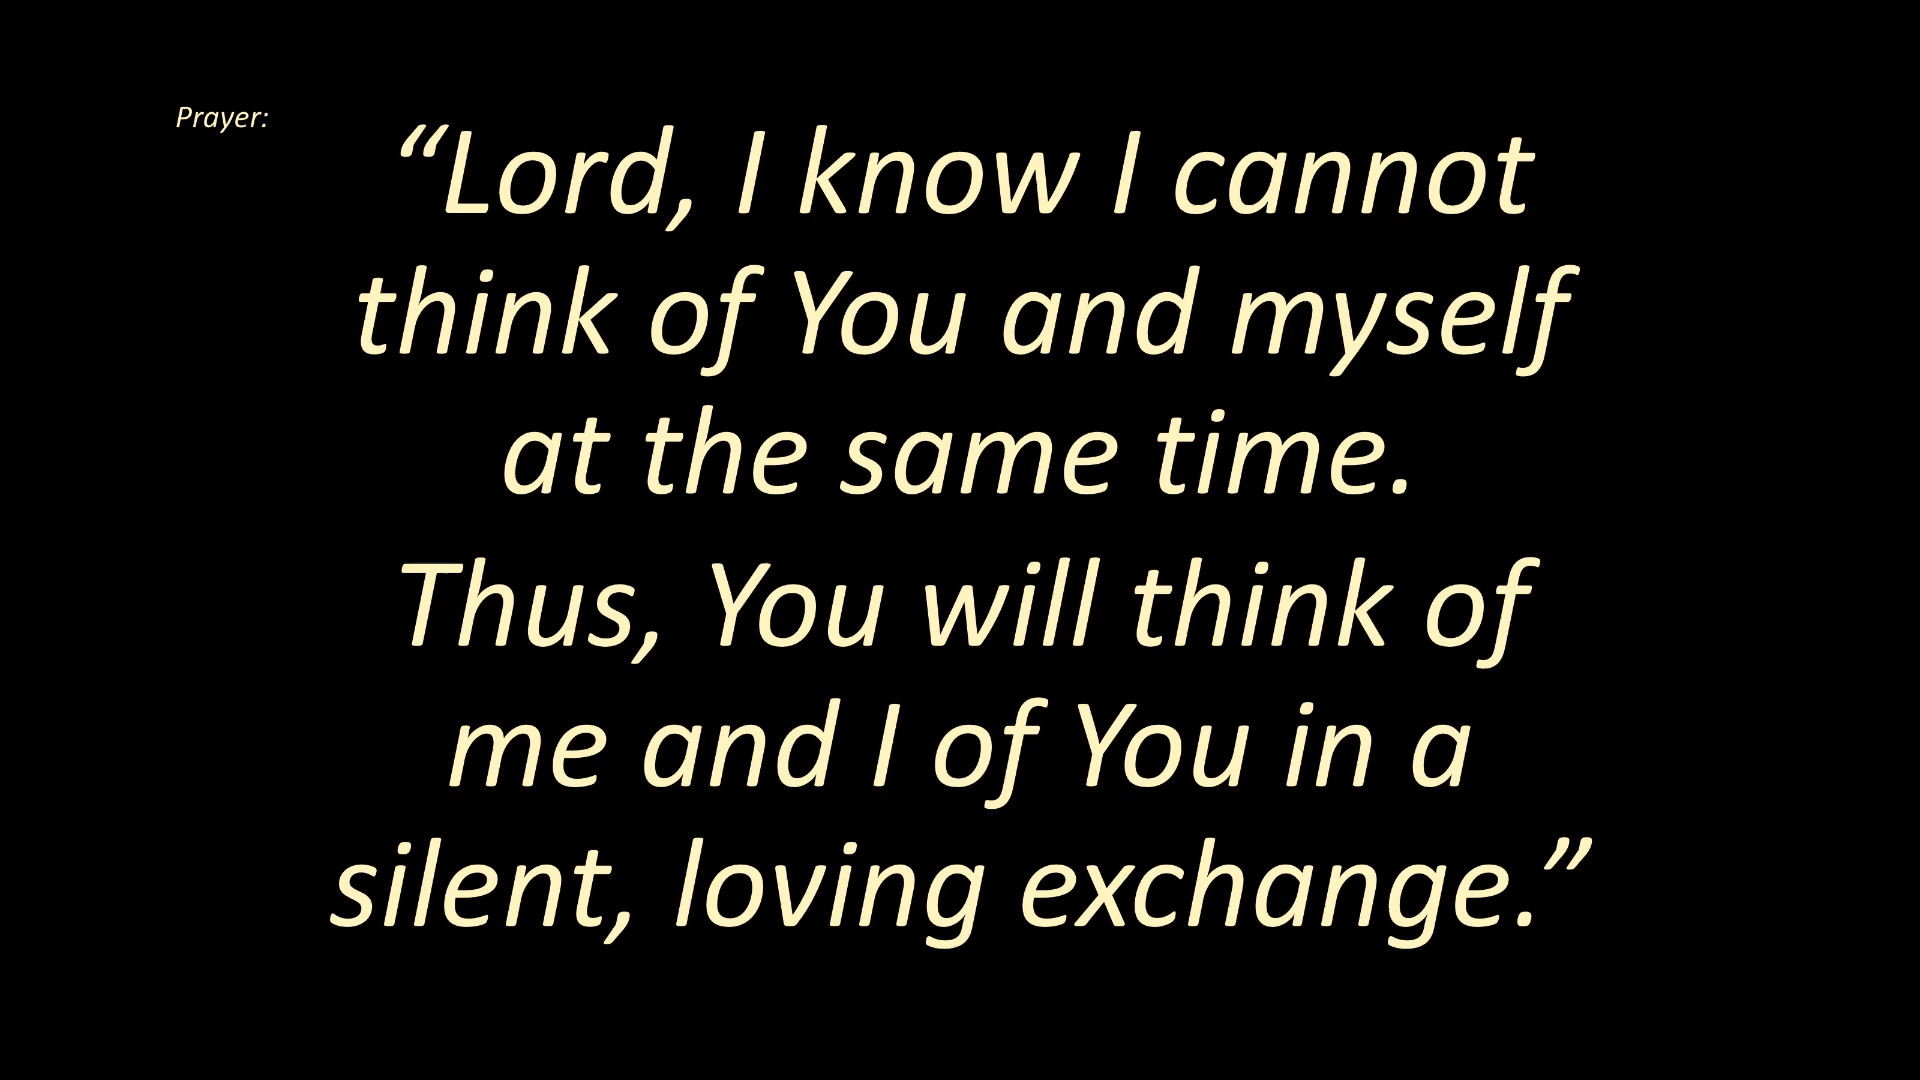 Prayer:
“Lord, I know I cannot
think of You and myself
at the same time.
Thus, You will think of
me and I of You in a
silent, loving exchange.”